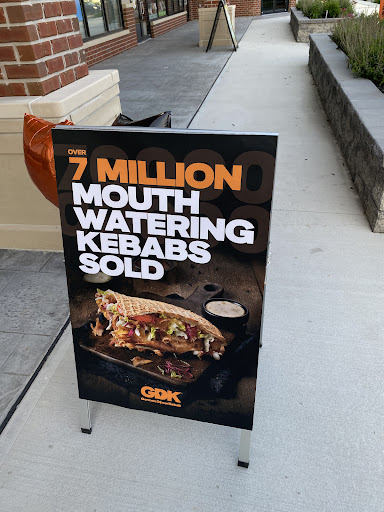 OVER
7 MILLION
MOUTH
WATERING
KEBABS
SOLD
GDK